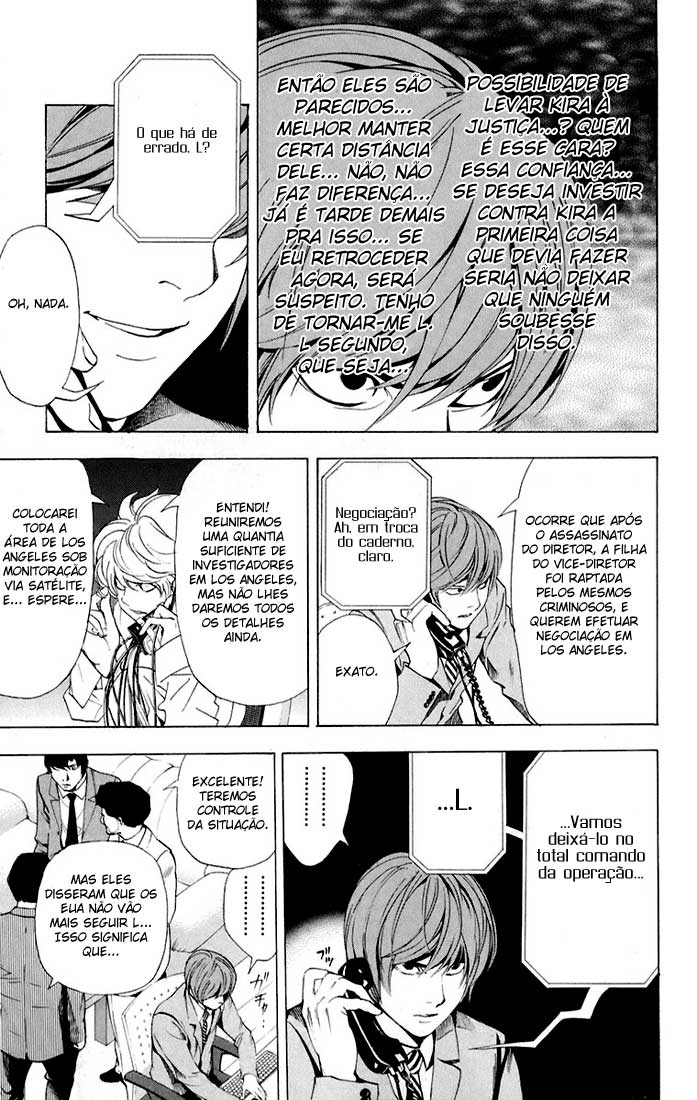 POSSIBILIDADE DE
LEVAR KIRA À
JUSTIÇA...? QUEM
É ESSE CARA?
ESSA CONFIANÇA...
SE DESEJA INVESTIR
CONTRA KIRA A
PRIMEIRA COISA
QUE DEVIA FAZER
SERIA NÃO DEIXAR
QUE NINGUÉM
SOUBESSE
DISSO.
ENTÃO ELES SÃO
PARECIDOS...
MELHOR MANTER
CERTA DISTÂNCIA
DELE... NÃO, NÃO
FAZ DIFERENÇA...
JÁ É TARDE DEMAIS
PRA ISSO... SE
EU RETROCEDER
AGORA, SERÁ
SUSPEITO. TENHO
DE TORNAR-ME L.
L SEGUNDO,
QUE SEJA...
O que há de
errado, L?
OH, NADA.
OCORRE QUE APÓS
O ASSASSINATO
DO DIRETOR, A FILHA
DO VICE-DIRETOR
FOI RAPTADA
PELOS MESMOS
CRIMINOSOS, E
QUEREM EFETUAR
NEGOCIAÇÃO EM
LOS ANGELES.
Negociação?
Ah, em troca
do caderno,
claro.
EXATO.
ENTENDI!
REUNIREMOS
UMA QUANTIA
SUFICIENTE DE
INVESTIGADORES
EM LOS ANGELES,
MAS NÃO LHES
DAREMOS TODOS
OS DETALHES
AINDA.
COLOCAREI
TODA A
ÁREA DE LOS
ANGELES SOB
MONITORAÇÃO
VIA SATÉLITE,
E... ESPERE...
...Vamos
deixá-lo no
total comando
da operação...
...L.
EXCELENTE!
TEREMOS
CONTROLE
DA SITUAÇÃO.
MAS ELES
DISSERAM QUE OS
EUA NÃO VÃO
MAIS SEGUIR L...
ISSO SIGNIFICA
QUE...